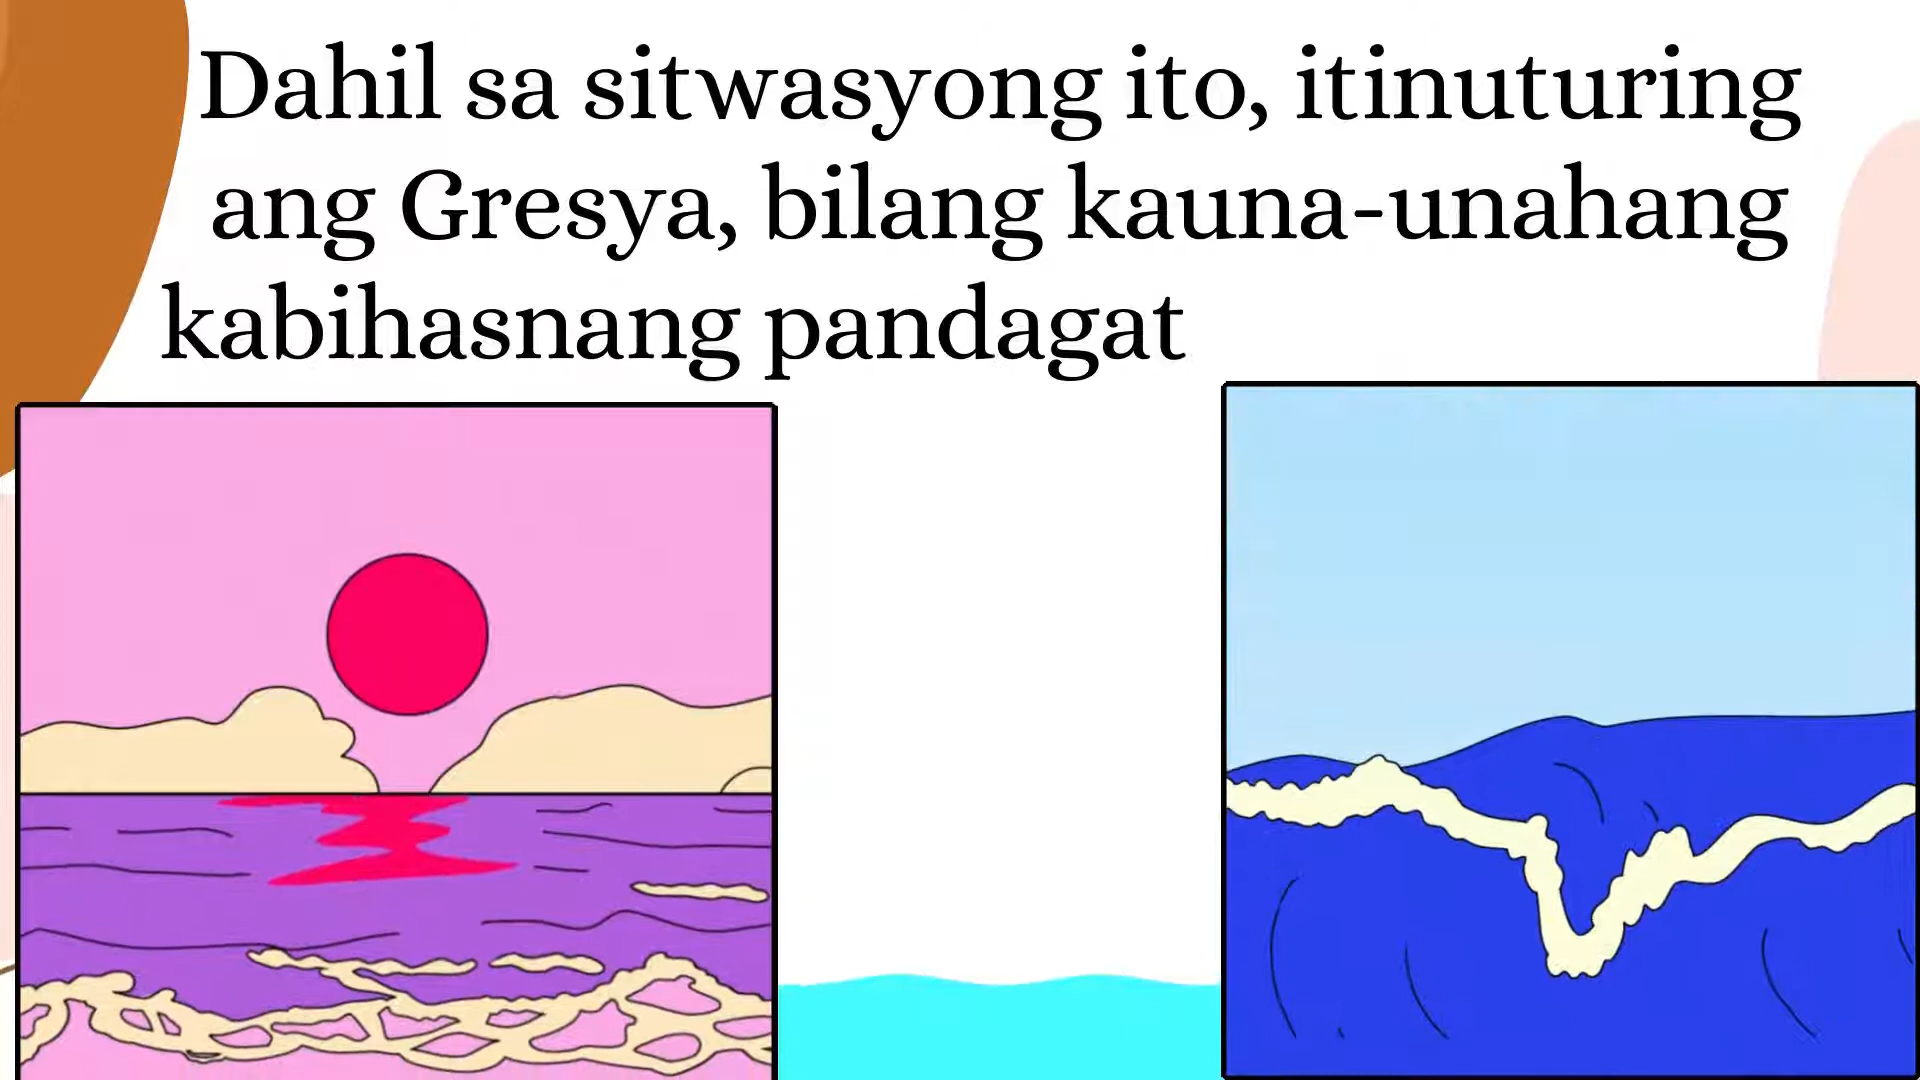 Dahil sa sitwasyong ito, itinuturing
ang Gresya, bilang kauna-unahang
kabihasnang pandagat